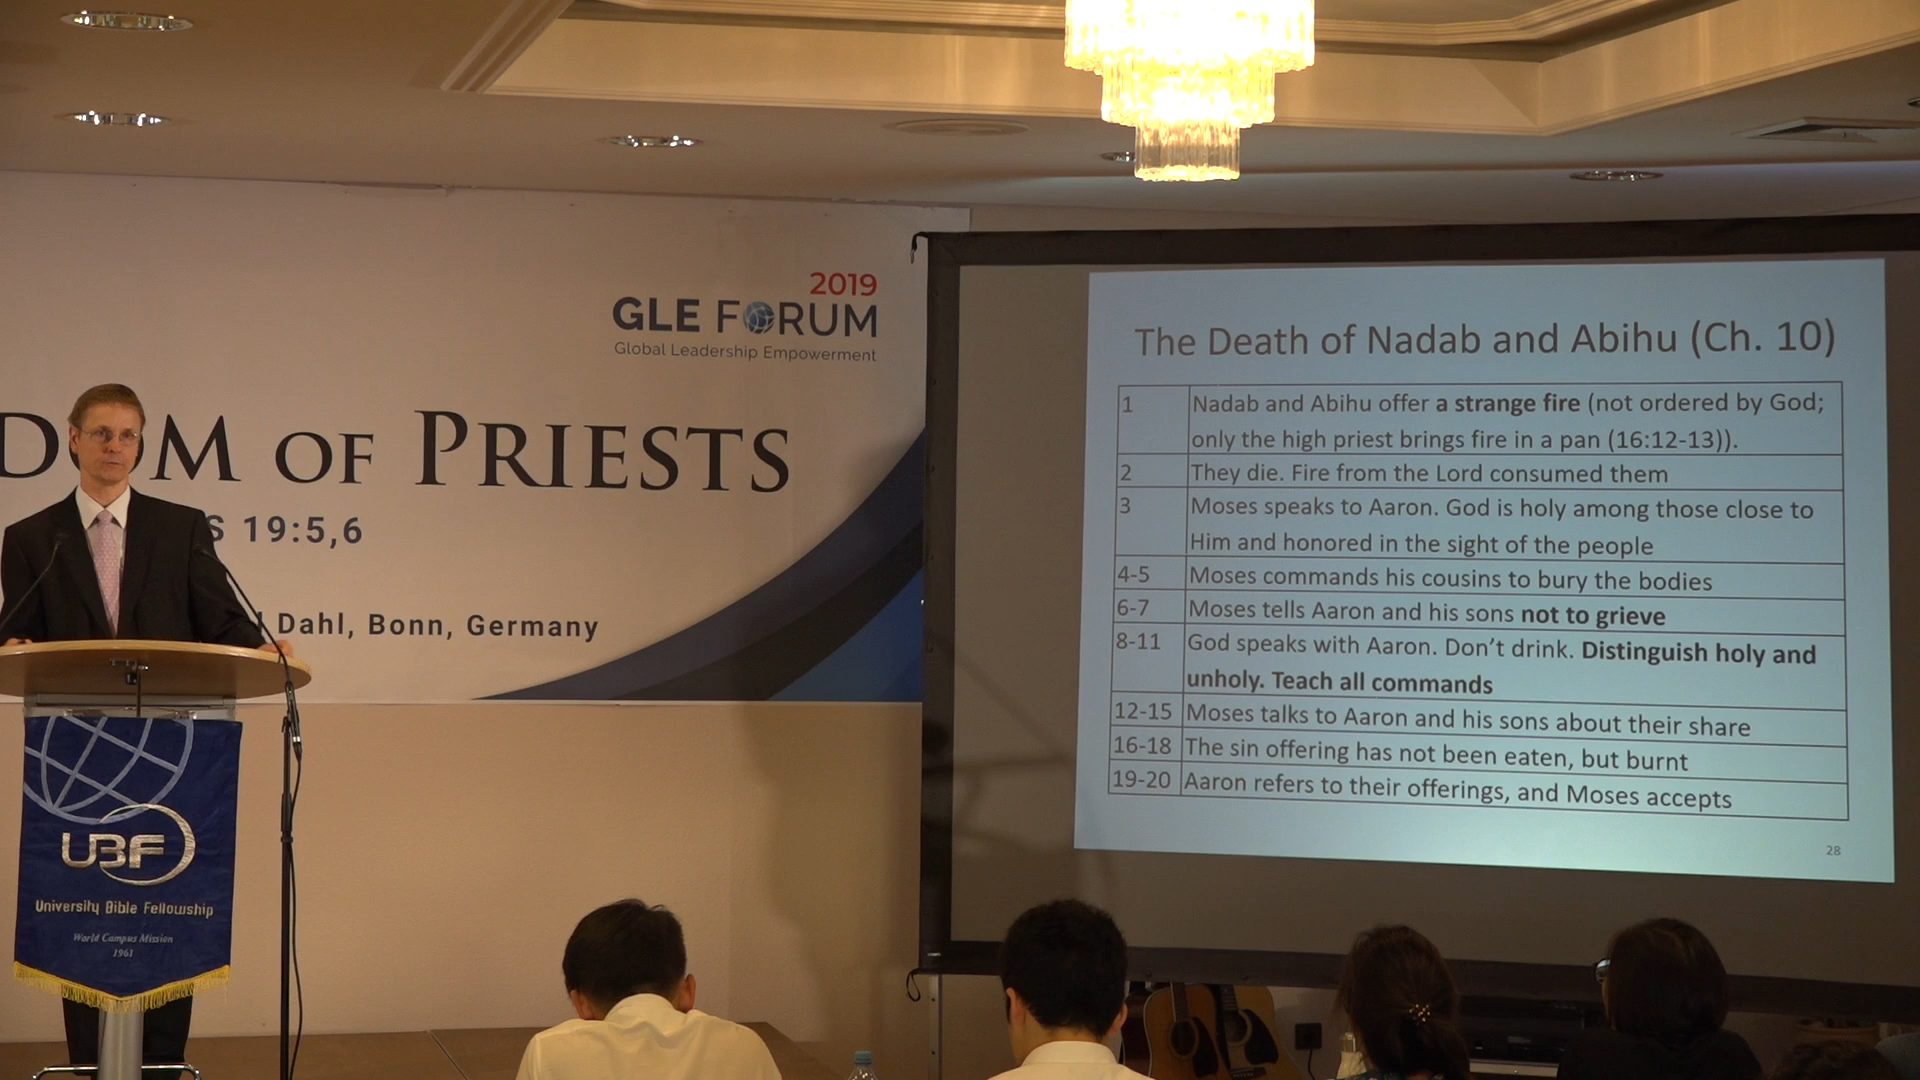 2019
GLE FORUM
Global Leadership Empowerment
DOM OF PRIESTS
S 19:5,6
Dahl, Bonn, Germany
UBF
University Bible Fellowship
World Campus Mission
1961
The Death of Nadab and Abihu (Ch. 10)
1 Nadab and Abihu offer a strange fire (not ordered by God;
only the high priest brings fire in a pan (16:12-13)).
2 They die. Fire from the Lord consumed them
3 Moses speaks to Aaron. God is holy among those close to
Him and honored in the sight of the people
4-5 Moses commands his cousins to bury the bodies
6-7 Moses tells Aaron and his sons not to grieve
8-11 God speaks with Aaron. Don't drink. Distinguish holy and
unholy. Teach all commands
12-15 Moses talks to Aaron and his sons about their share
16-18 The sin offering has not been eaten, but burnt
19-20 Aaron refers to their offerings, and Moses accepts
28